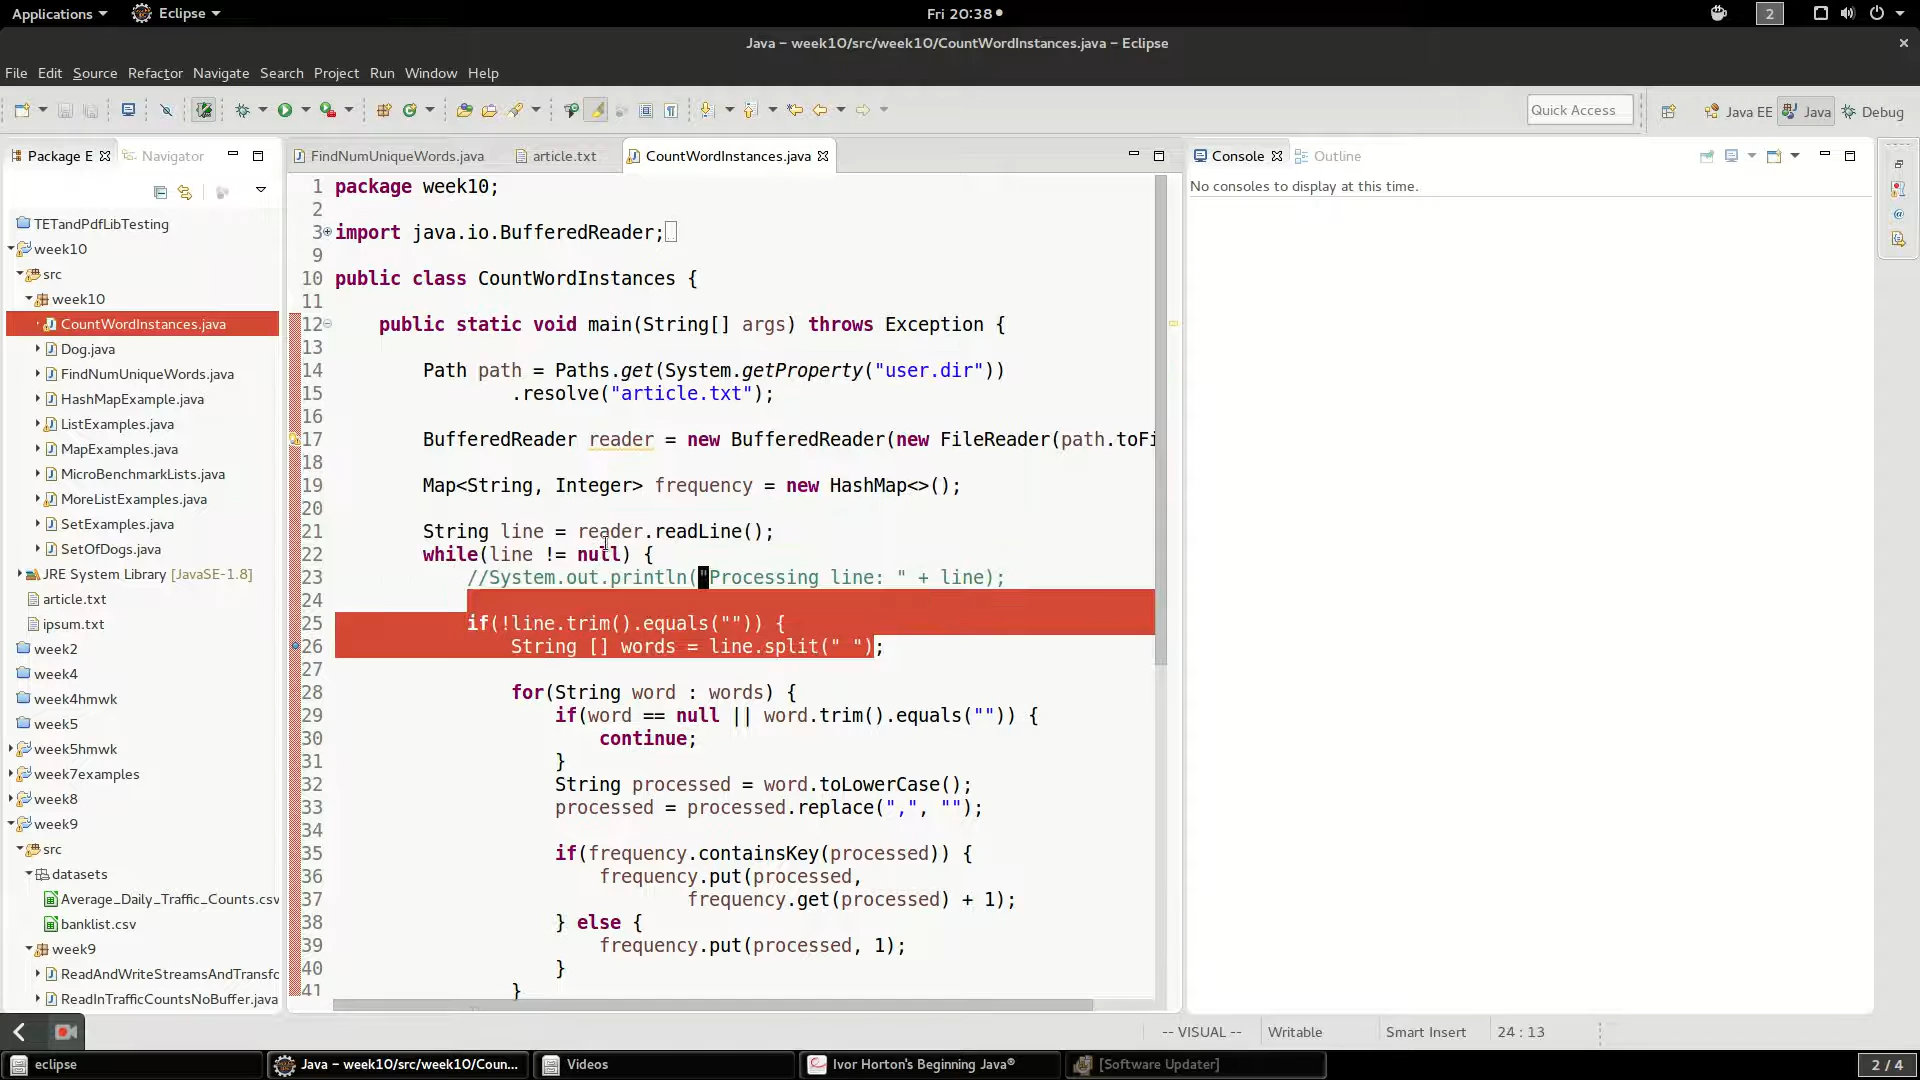 Applications Eclipse Fri 20:38 2
Java – week10/src/week10/CountWordInstances.java – Eclipse
File Edit Source Refactor Navigate Search Project Run Window Help
Quick Access Java EE Java Debug
Package E Navigator
TETandPdfLibTesting
week10
src
week10
CountWordInstances.java
Dog.java
FindNumUniqueWords.java
HashMapExample.java
ListExamples.java
MapExamples.java
MicroBenchmarkLists.java
MoreListExamples.java
SetExamples.java
SetOfDogs.java
JRE System Library [JavaSE-1.8]
article.txt
ipsum.txt
week2
week4
week4hmwk
week5
week5hmwk
week7examples
week8
week9
src
datasets
Average_Daily_Traffic_Counts.csv
banklist.csv
week9
ReadAndWriteStreamsAndTransfo
ReadInTrafficCountsNoBuffer.java
FindNumUniqueWords.java article.txt CountWordInstances.java
1 package week10;
2
3 import java.io.BufferedReader;
9
10 public class CountWordInstances {
11
12 public static void main(String[] args) throws Exception {
13
14 Path path = Paths.get(System.getProperty("user.dir"))
15 .resolve("article.txt");
16
17 BufferedReader reader = new BufferedReader(new FileReader(path.toFi
18
19 Map<String, Integer> frequency = new HashMap<>();
20
21 String line = reader.readLine();
22 while(line != null) {
23 //System.out.println("Processing line: " + line);
24
25 if(!line.trim().equals("")) {
26 String [] words = line.split(" ");
27
28 for(String word : words) {
29 if(word == null || word.trim().equals("")) {
30 continue;
31 }
32 String processed = word.toLowerCase();
33 processed = processed.replace(",", "");
34
35 if(frequency.containsKey(processed)) {
36 frequency.put(processed,
37 frequency.get(processed) + 1);
38 } else {
39 frequency.put(processed, 1);
40 }
41 }
Console Outline
No consoles to display at this time.
-- VISUAL -- Writable Smart Insert 24 : 13
eclipse Java – week10/src/week10/Coun... Videos Ivor Horton's Beginning Java® [Software Updater] 2 / 4